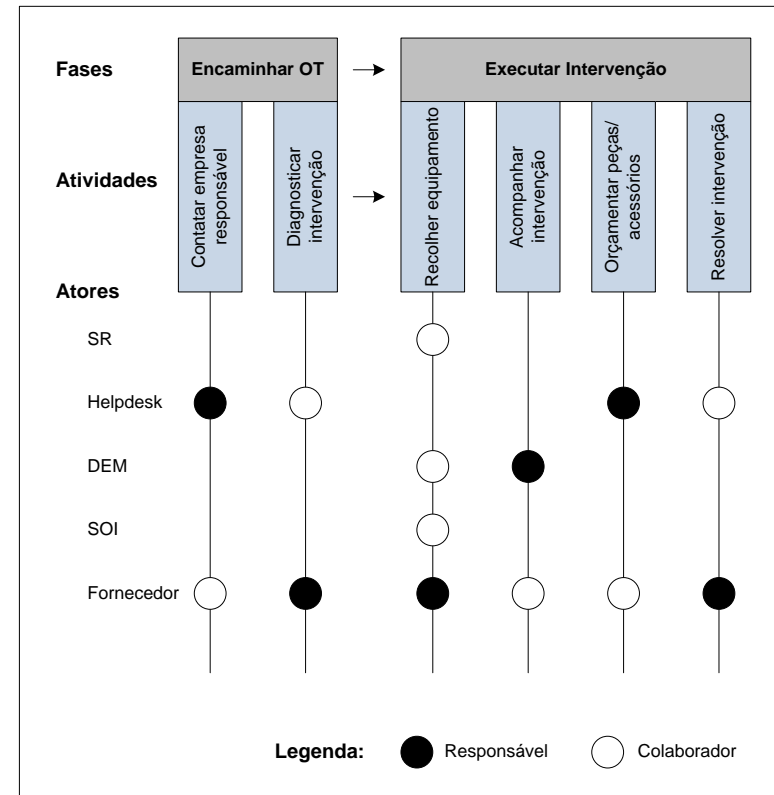 Fases
Encaminhar OT
Executar Intervenção
Atividades
Contatar empresa
responsável
Diagnosticar
intervenção
Recolher equipamento
Acompanhar
intervenção
Orçamentar peças/
acessórios
Resolver intervenção
Atores
SR
Helpdesk
DEM
SOI
Fornecedor
Legenda:
Responsável
Colaborador